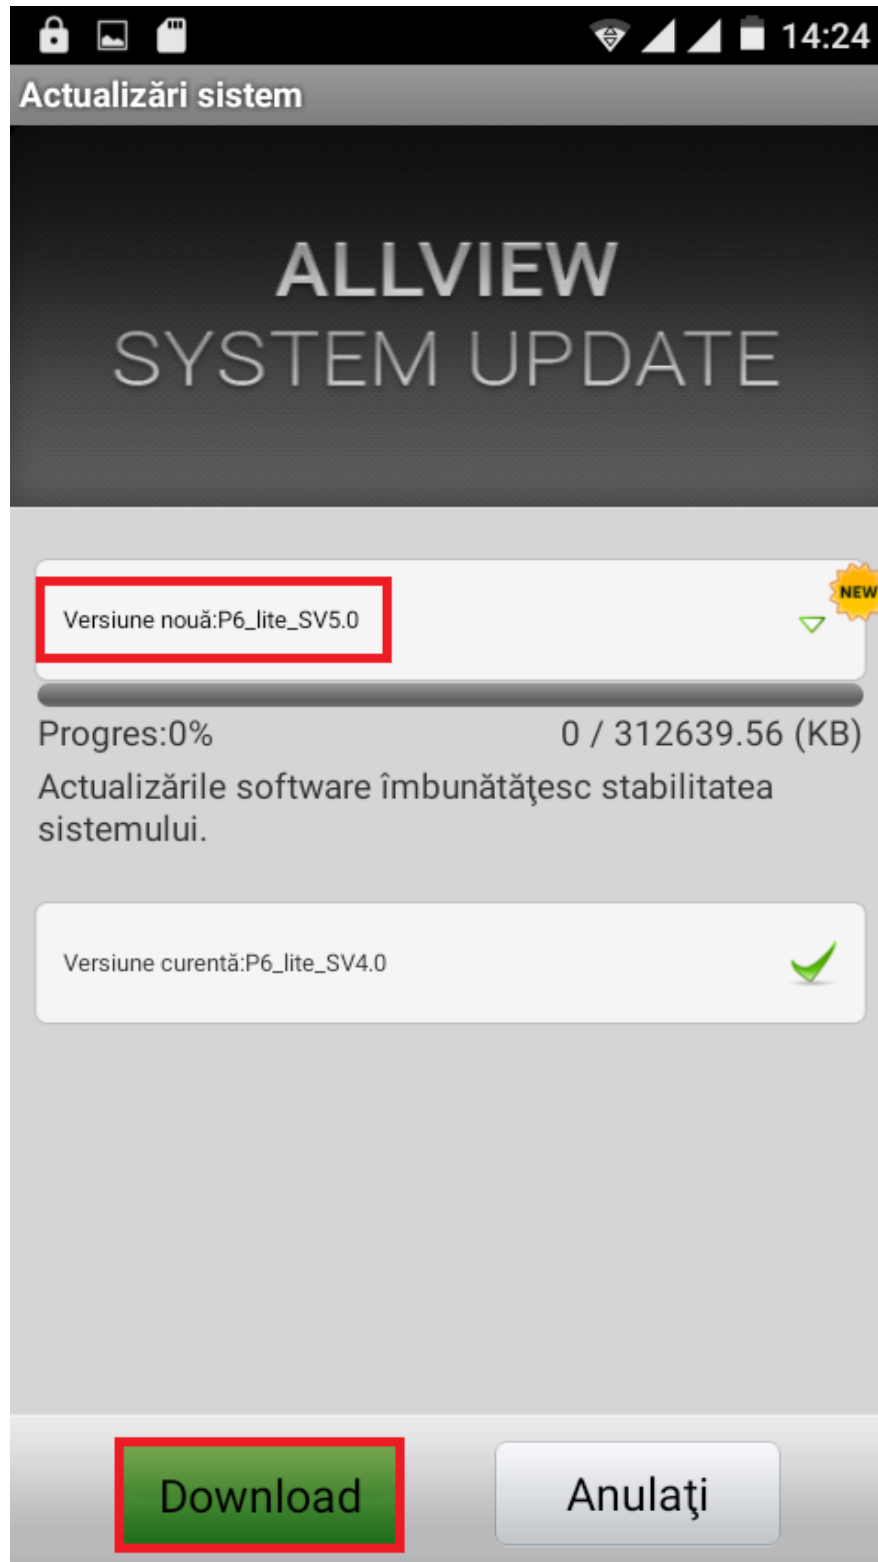 14:24
Actualizări sistem
ALLVIEW
SYSTEM UPDATE
NEW
Versiune nouă:P6_lite_SV5.0
Progres:0% 0 / 312639.56 (KB)
Actualizările software îmbunătăţesc stabilitatea
sistemului.
Versiune curentă:P6_lite_SV4.0
Download Anulaţi